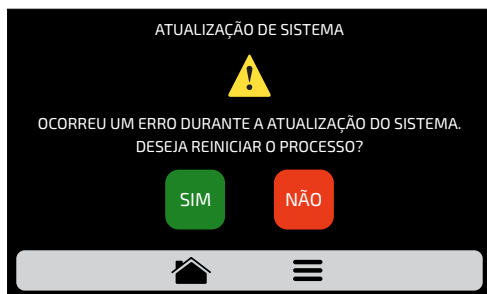 ATUALIZAÇÃO DE SISTEMA
OCORREU UM ERRO DURANTE A ATUALIZAÇÃO DO SISTEMA.
DESEJA REINICIAR O PROCESSO?
SIM
NÃO